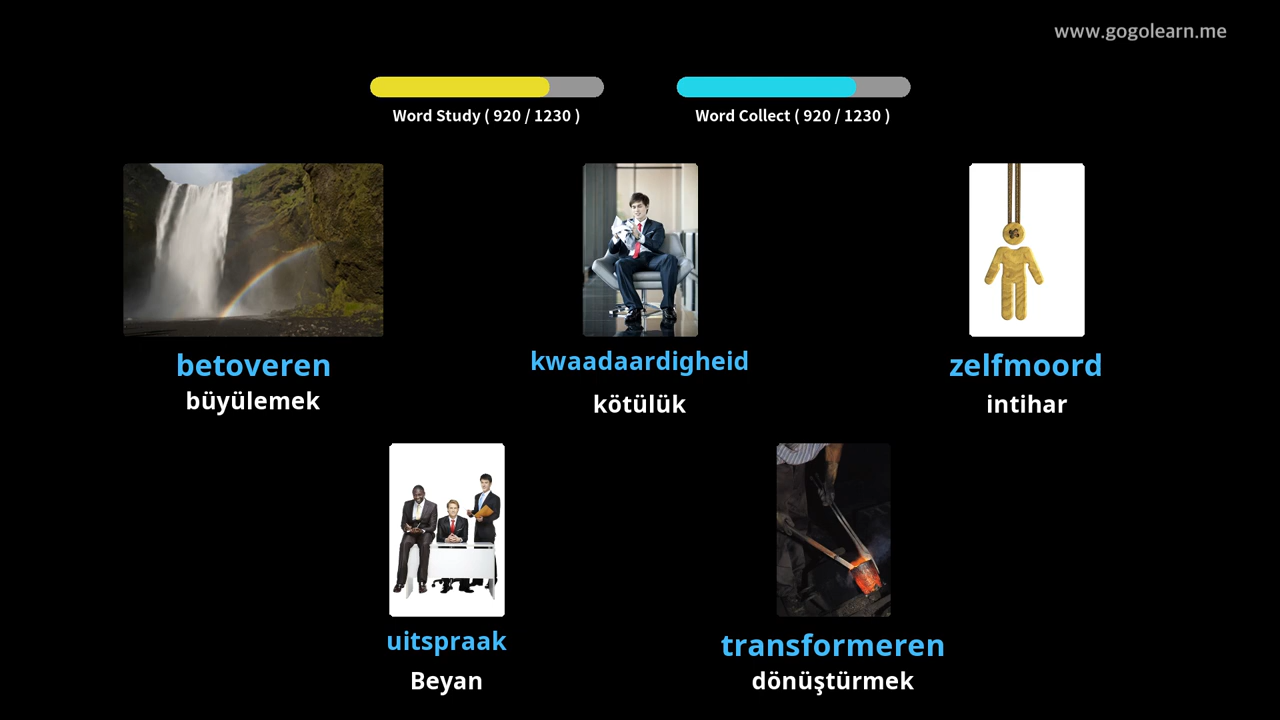 www.gogolearn.me
Word Study ( 920 / 1230 )
Word Collect ( 920 / 1230 )
betoveren
büyülemek
kwaadaardigheid
kötülük
zelfmoord
intihar
uitspraak
Beyan
transformeren
dönüştürmek